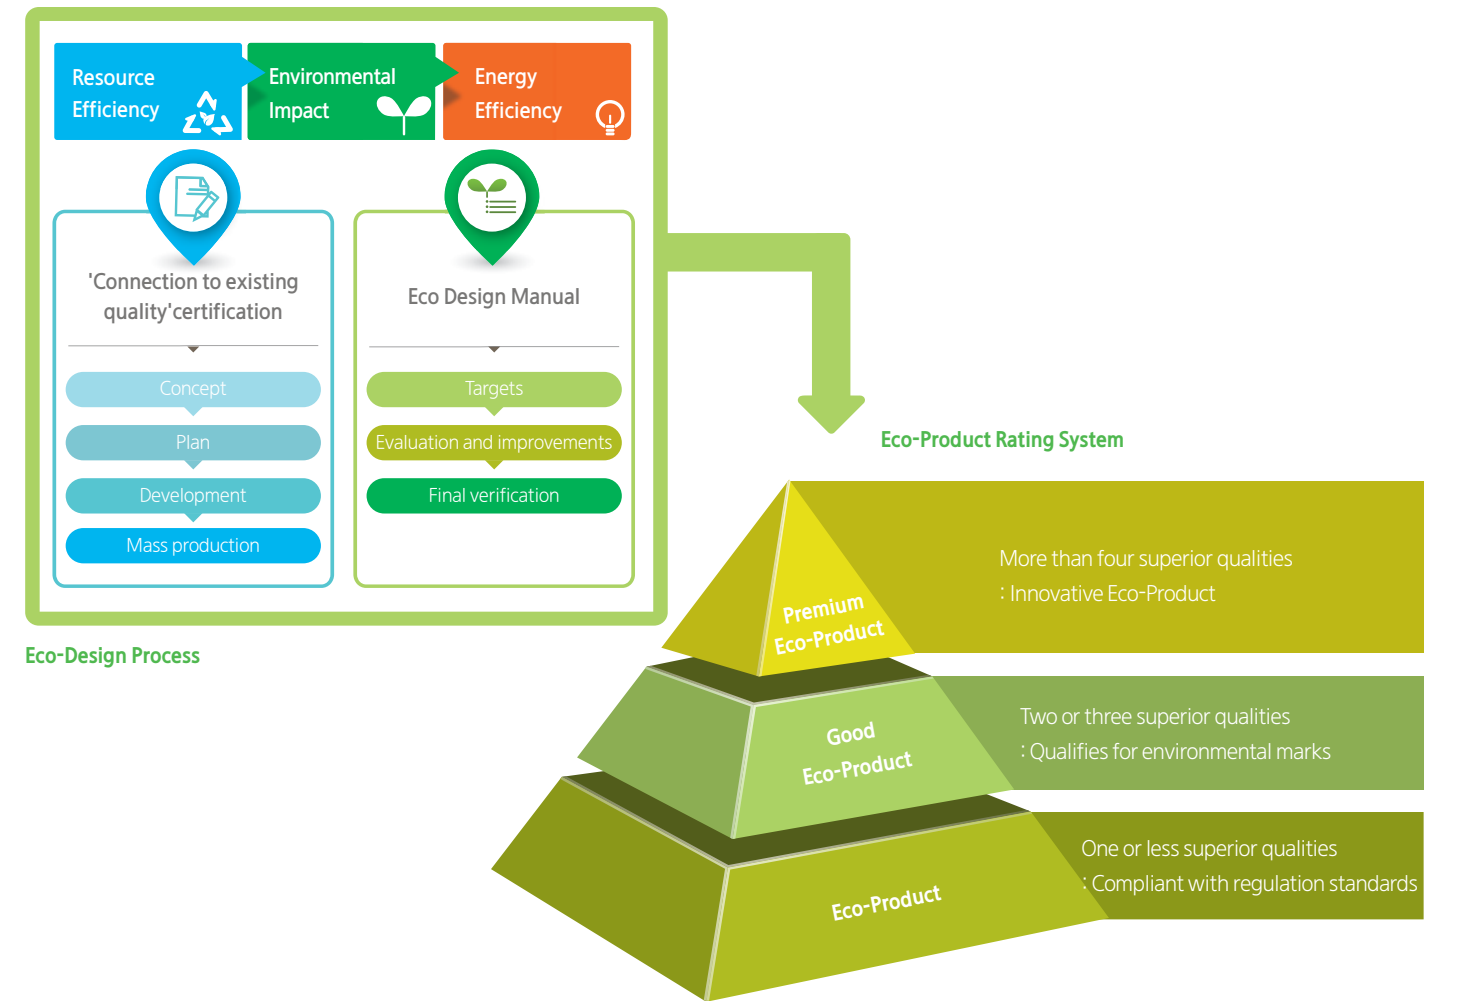 Resource
Efficiency
Environmental
Impact
Energy
Efficiency
'Connection to existing
quality'certification
Concept
Plan
Development
Mass production
Eco Design Manual
Targets
Evaluation and improvements
Final verification
Eco-Design Process
Eco-Product Rating System
Premium
Eco-Product
More than four superior qualities
: Innovative Eco-Product
Good
Eco-Product
Two or three superior qualities
: Qualifies for environmental marks
Eco-Product
One or less superior qualities
: Compliant with regulation standards